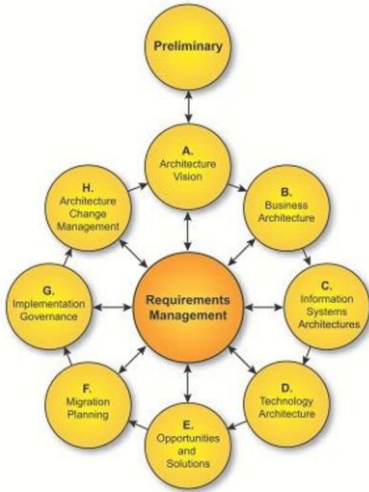 Preliminary
A.
Architecture
Vision
B.
Business
Architecture
C.
Information
Systems
Architectures
D.
Technology
Architecture
E.
Opportunities
and
Solutions
F.
Migration
Planning
G.
Implementation
Governance
H.
Architecture
Change
Management
Requirements
Management